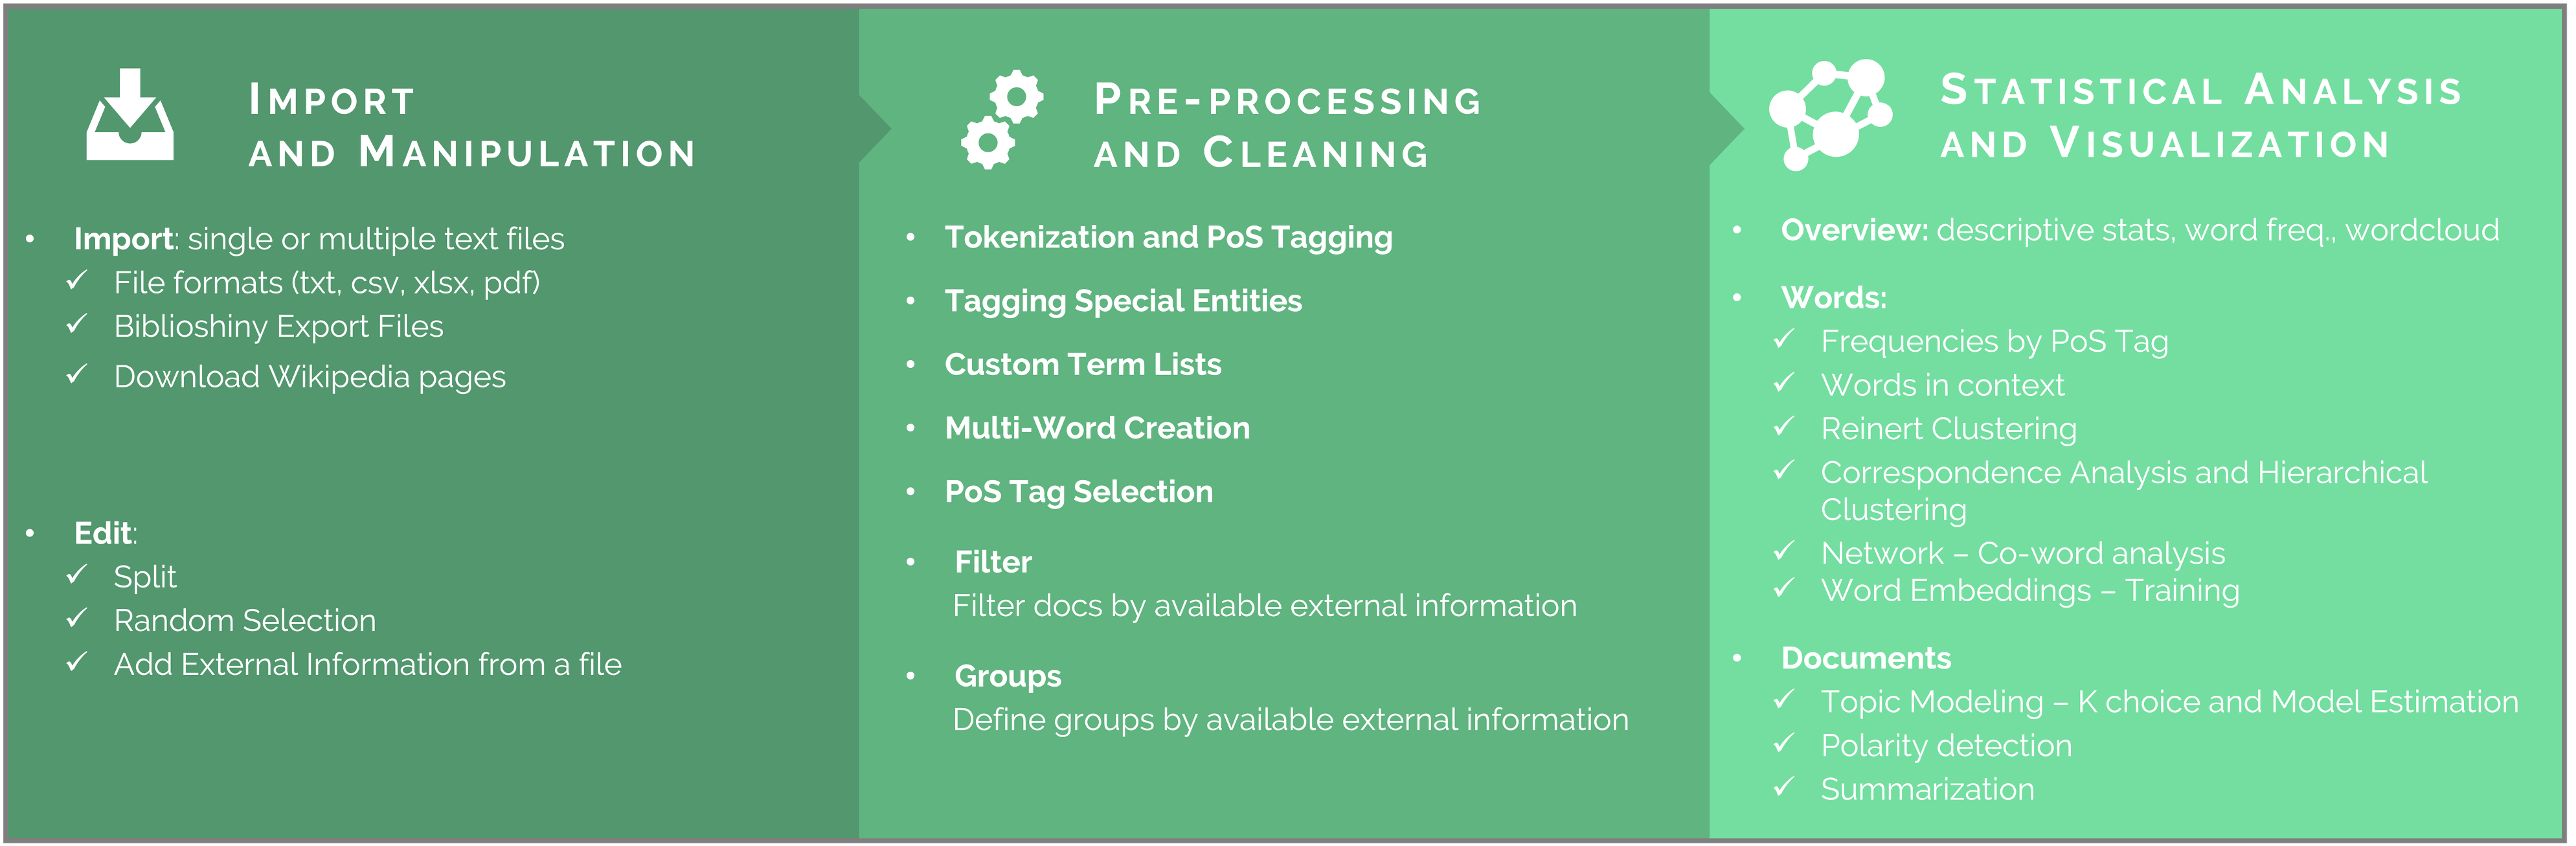 IMPORT
AND MANIPULATION
• Import: single or multiple text files
✓ File formats (txt, csv, xlsx, pdf)
✓ Biblioshiny Export Files
✓ Download Wikipedia pages
• Edit:
✓ Split
✓ Random Selection
✓ Add External Information from a file
PRE-PROCESSING
AND CLEANING
• Tokenization and PoS Tagging
• Tagging Special Entities
• Custom Term Lists
• Multi-Word Creation
• PoS Tag Selection
• Filter
Filter docs by available external information
• Groups
Define groups by available external information
STATISTICAL ANALYSIS
AND VISUALIZATION
• Overview: descriptive stats, word freq., wordcloud
• Words:
✓ Frequencies by PoS Tag
✓ Words in context
✓ Reinert Clustering
✓ Correspondence Analysis and Hierarchical
Clustering
✓ Network – Co-word analysis
✓ Word Embeddings – Training
• Documents
✓ Topic Modeling – K choice and Model Estimation
✓ Polarity detection
✓ Summarization